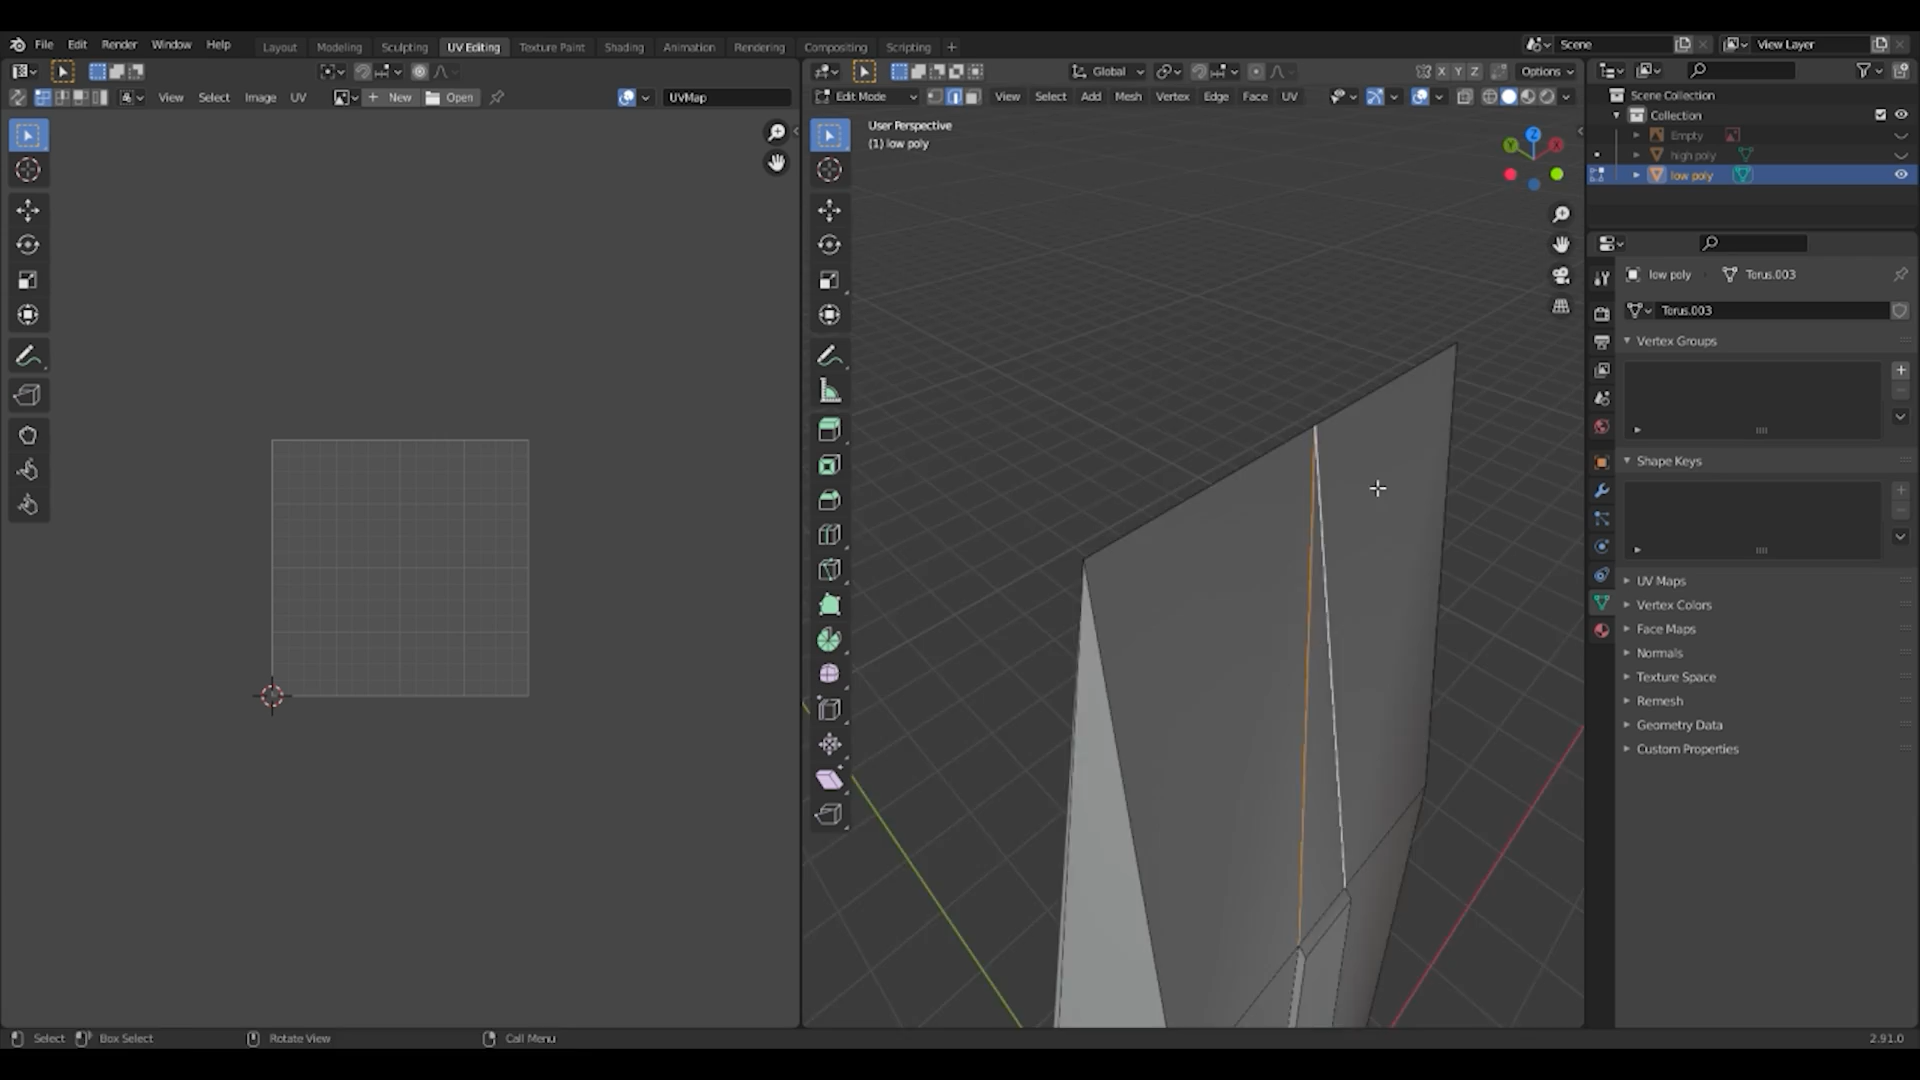 File Edit Render Window Help
Layout Modeling Sculpting UV Editing Texture Paint Shading Animation Rendering Compositing Scripting +
Scene
View Layer
View Select Image UV
+ New
Open
UVMap
Global
X Y Z
Options
Edit Mode
View Select Add Mesh Vertex Edge Face UV
User Perspective
(1) low poly
Z
Y
X
Scene Collection
Collection
Empty
high poly
low poly
low poly
Torus.003
Torus.003
Vertex Groups
Shape Keys
UV Maps
Vertex Colors
Face Maps
Normals
Texture Space
Remesh
Geometry Data
Custom Properties
Select
Box Select
Rotate View
Call Menu
2.91.0